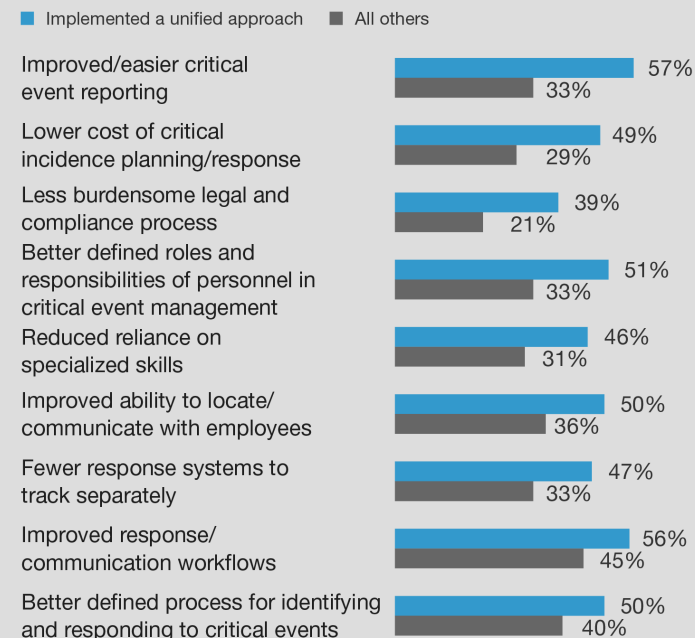 Implemented a unified approach All others
Improved/easier critical
event reporting
57%
33%
Lower cost of critical
incidence planning/response
49%
29%
Less burdensome legal and
compliance process
39%
21%
Better defined roles and
responsibilities of personnel in
critical event management
51%
33%
Reduced reliance on
specialized skills
46%
31%
Improved ability to locate/
communicate with employees
50%
36%
Fewer response systems to
track separately
47%
33%
Improved response/
communication workflows
56%
45%
Better defined process for identifying
and responding to critical events
50%
40%